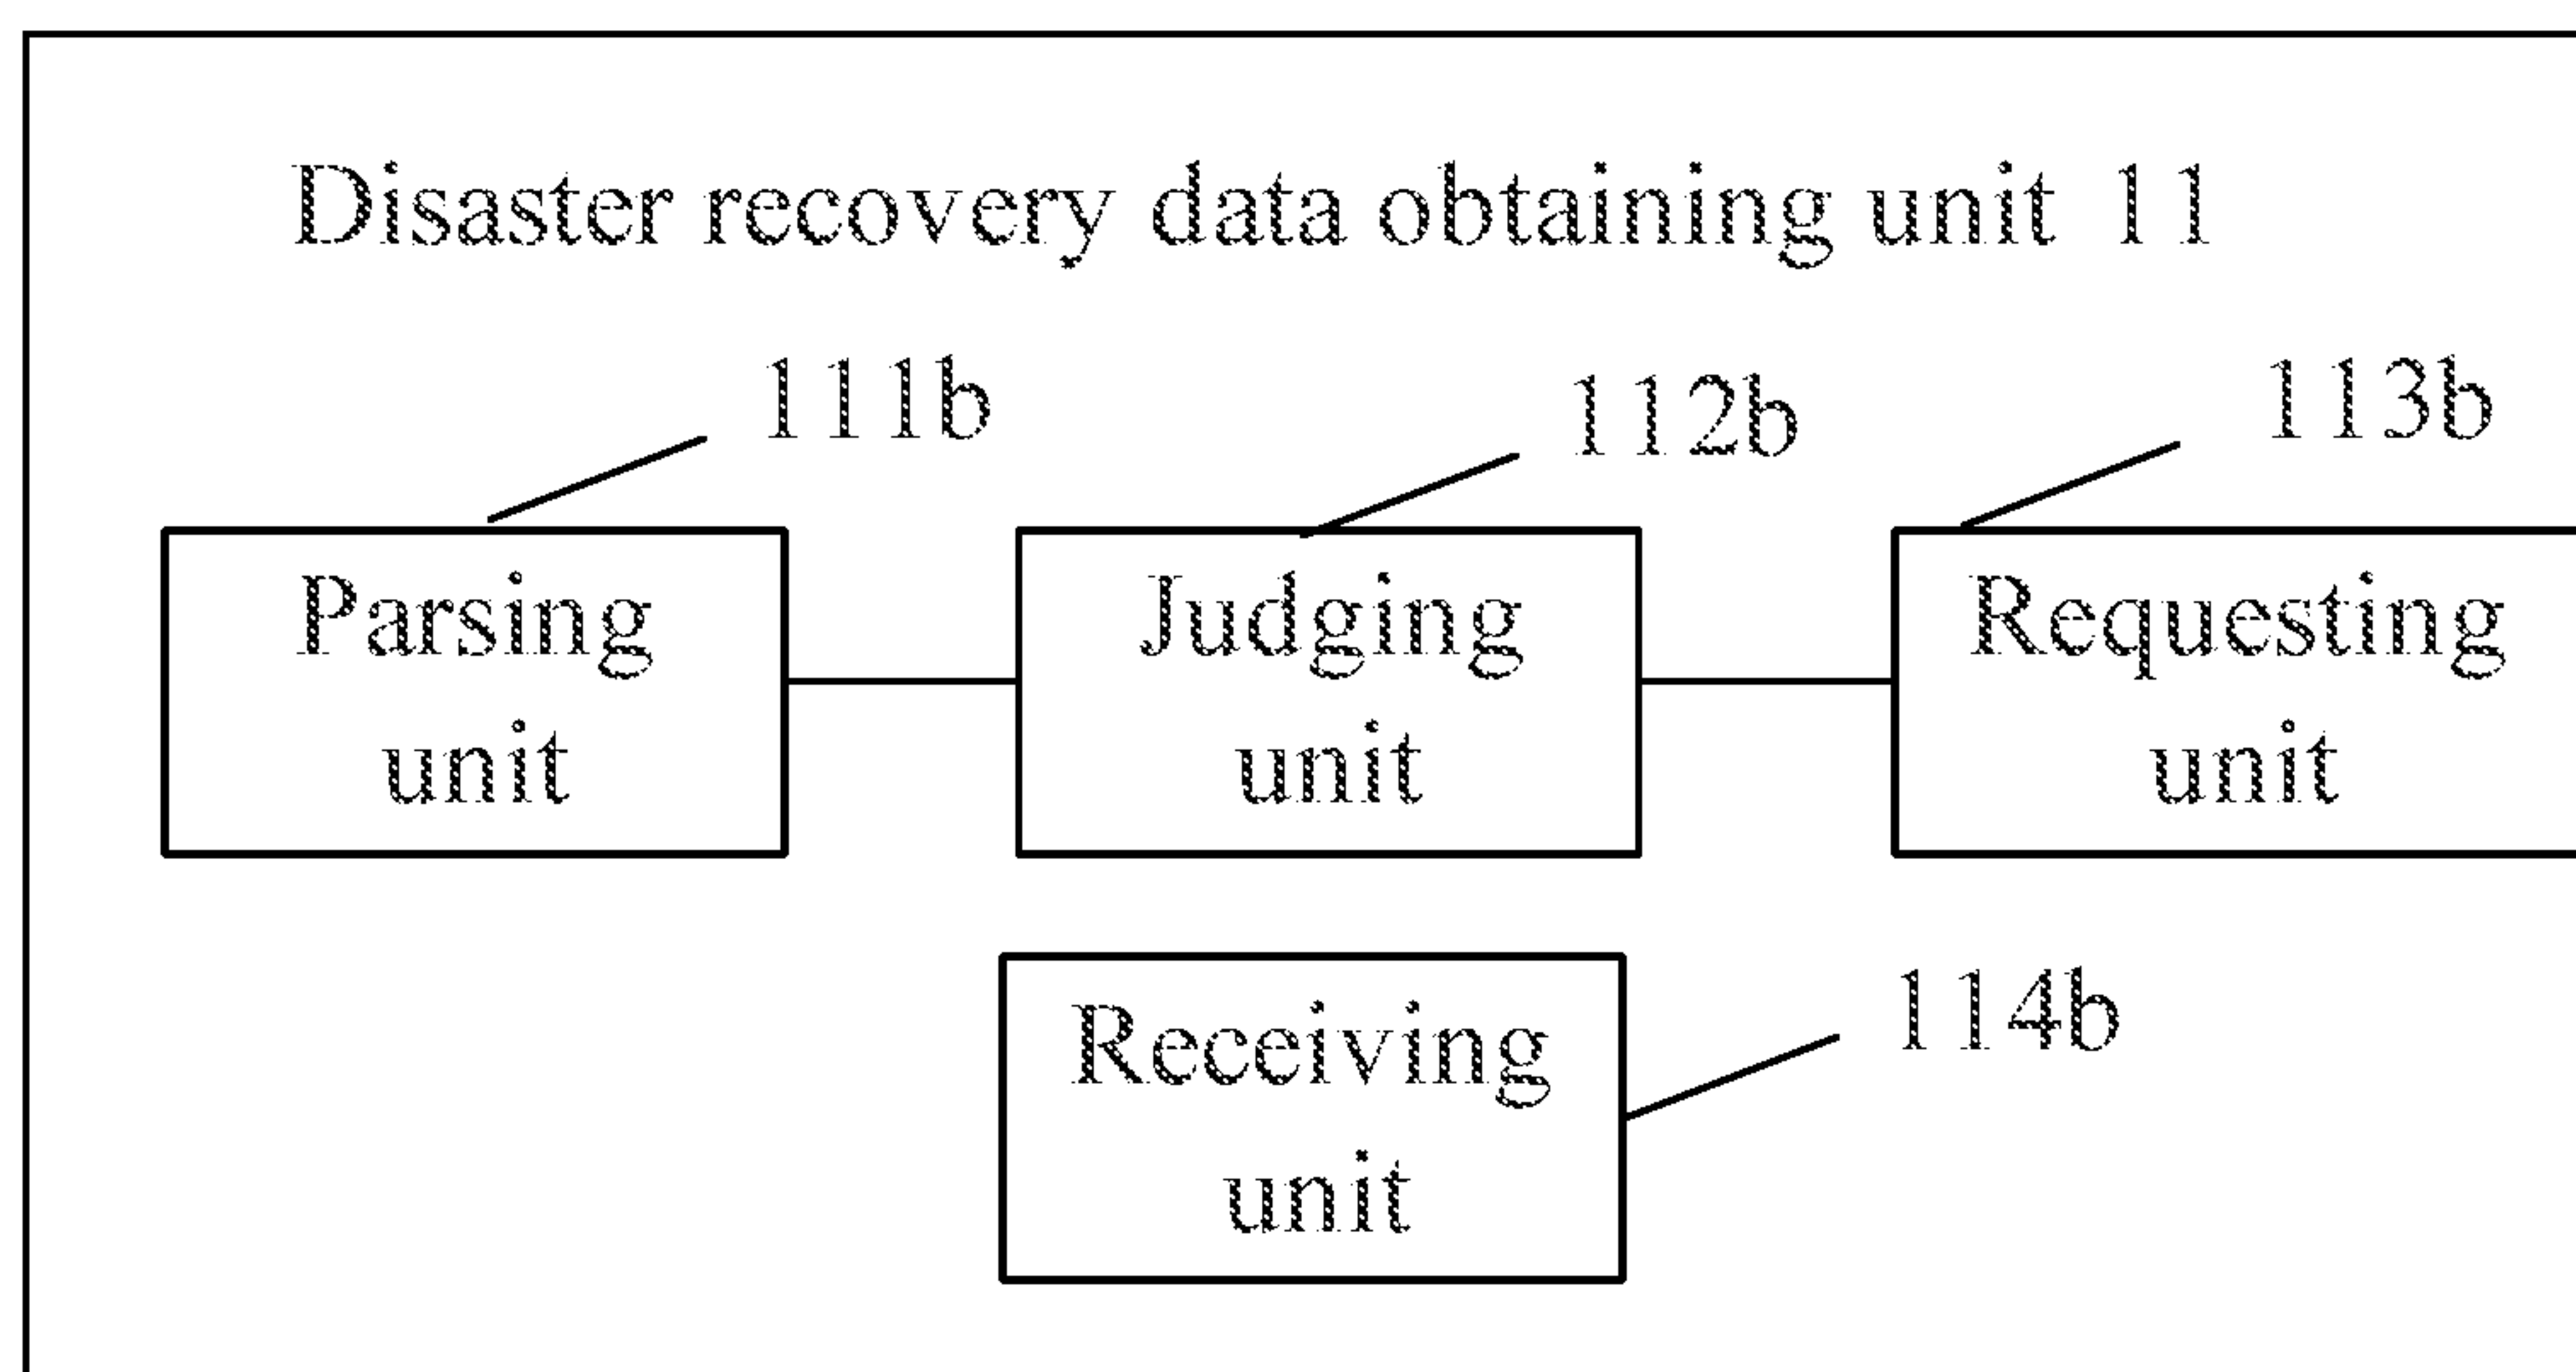 Disaster recovery data obtaining unit 11
111b
112b
113b
Parsing
unit
Judging
unit
Requesting
unit
Receiving
unit
114b